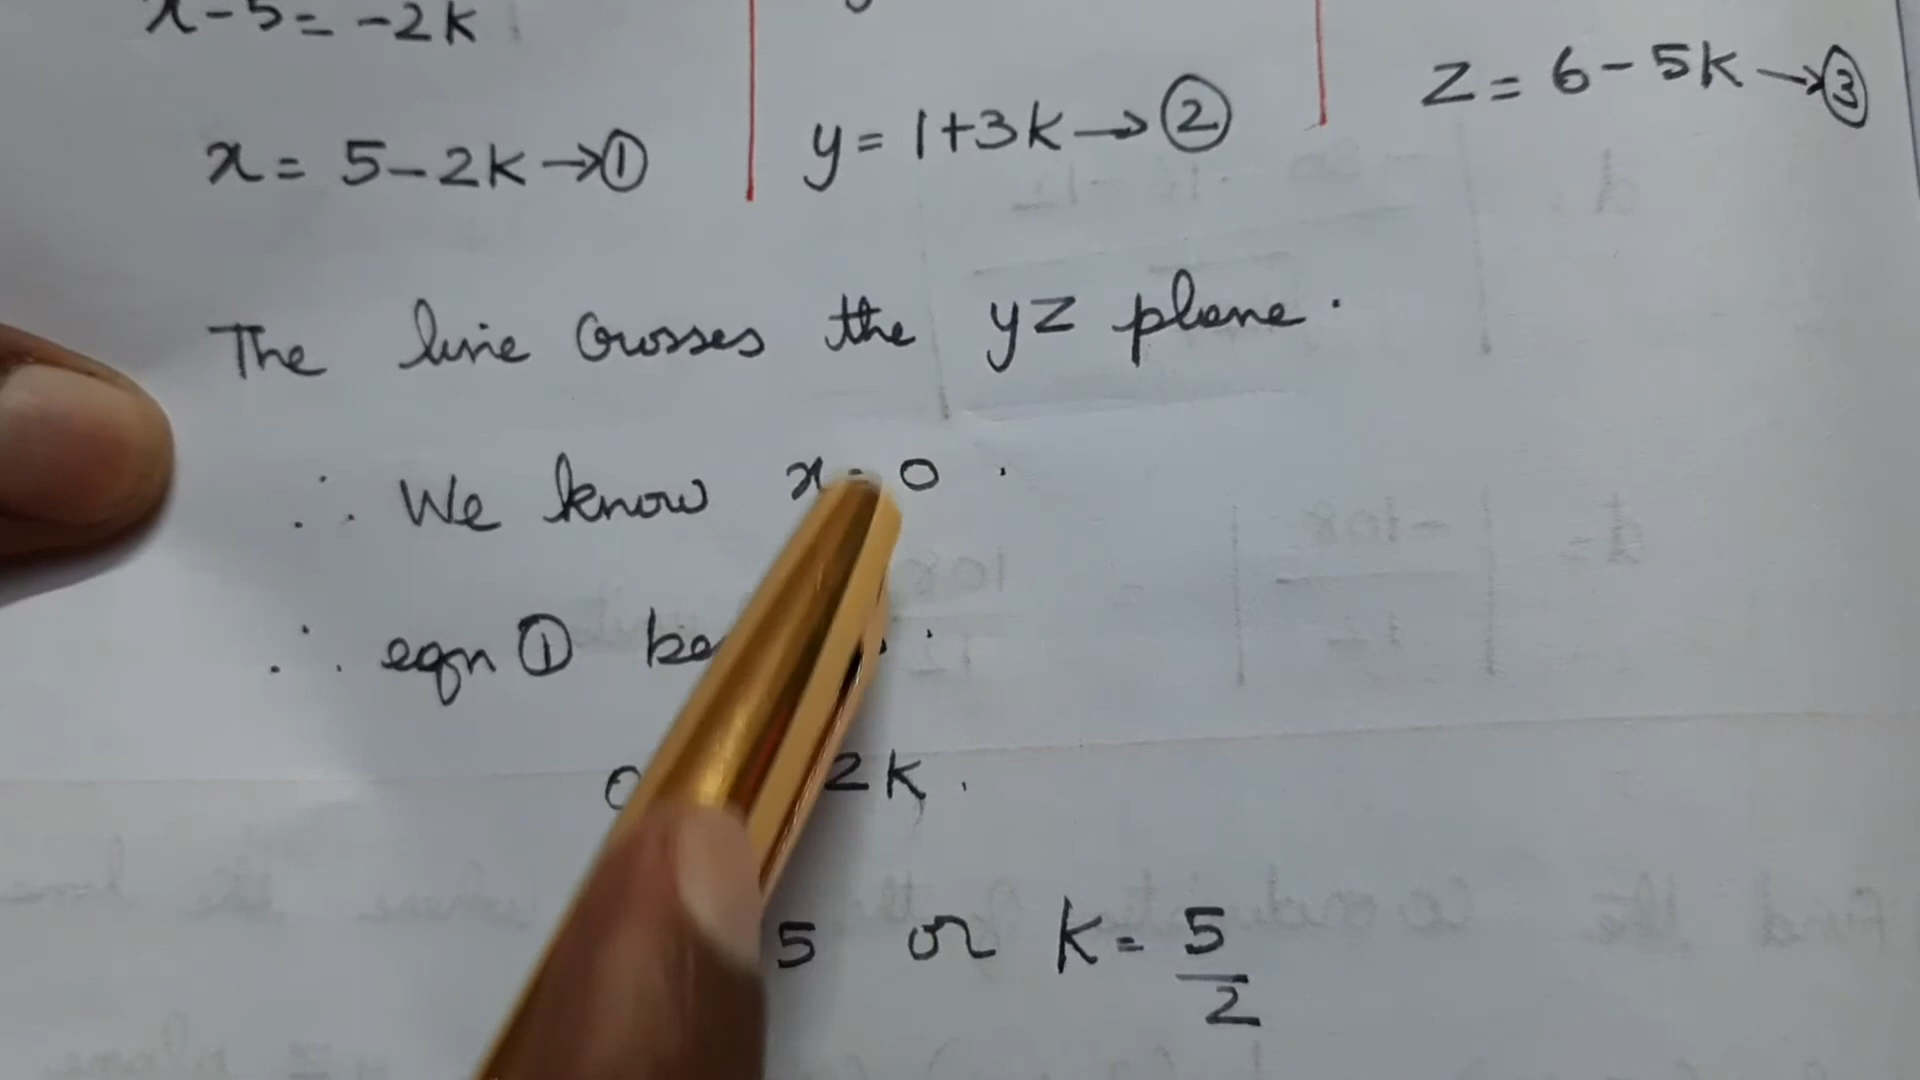 x-5 = -2k
x = 5-2k → ①
y = 1+3k → ②
z = 6-5k → ③
The line crosses the yz plane.
∴ We know x = 0.
∴ eqn ①
2k.
5 or k = 5/2